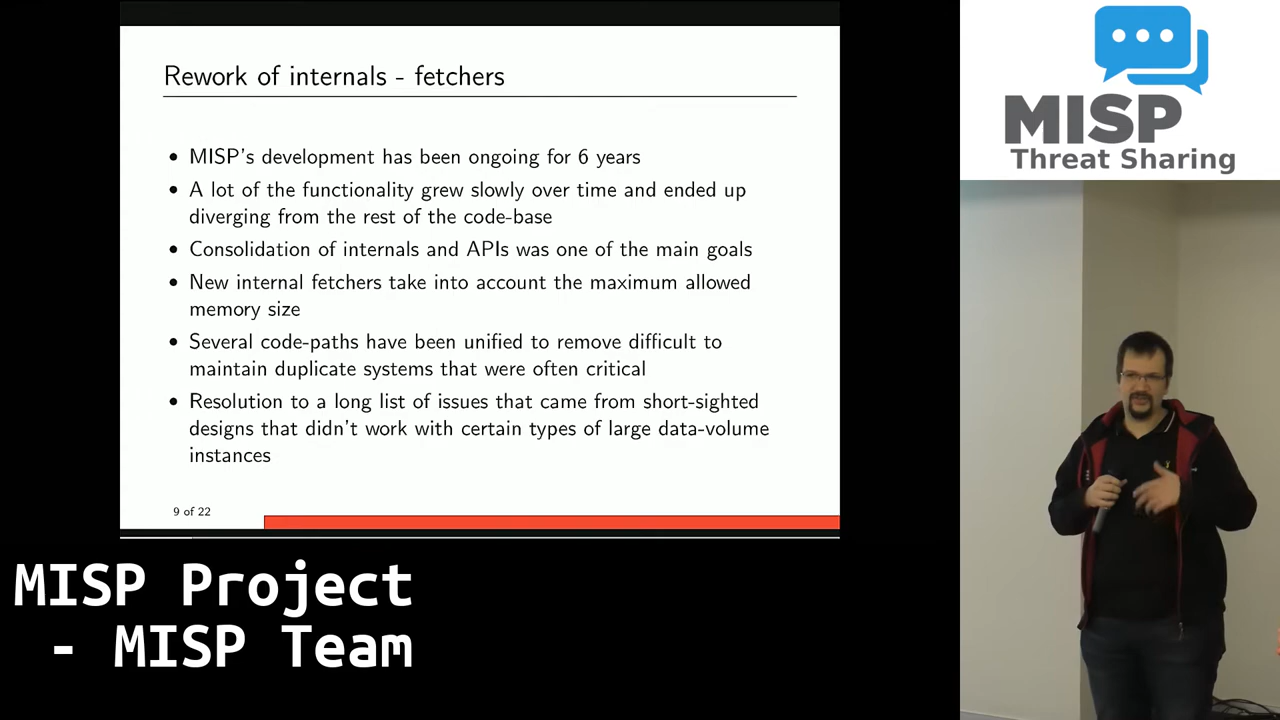 Rework of internals - fetchers
• MISP's development has been ongoing for 6 years
• A lot of the functionality grew slowly over time and ended up
diverging from the rest of the code-base
• Consolidation of internals and APIs was one of the main goals
• New internal fetchers take into account the maximum allowed
memory size
• Several code-paths have been unified to remove difficult to
maintain duplicate systems that were often critical
• Resolution to a long list of issues that came from short-sighted
designs that didn't work with certain types of large data-volume
instances
9 of 22
MISP
Threat Sharing
MISP Project
- MISP Team